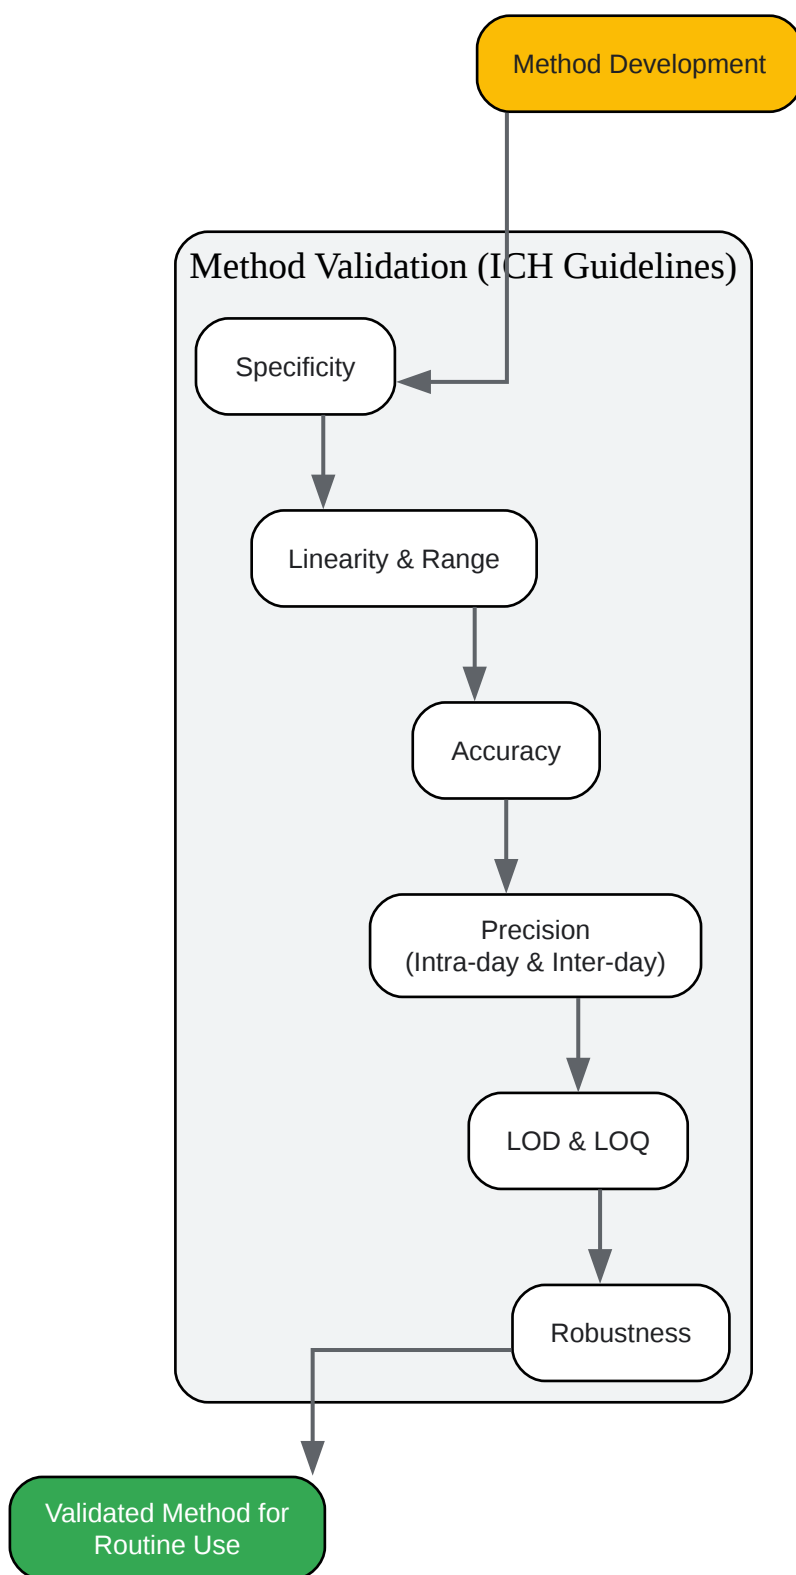 Method Development
Method Validation (ICH Guidelines)
Specificity
Linearity & Range
Accuracy
Precision
(Intra-day & Inter-day)
LOD & LOQ
Robustness
Validated Method for
Routine Use